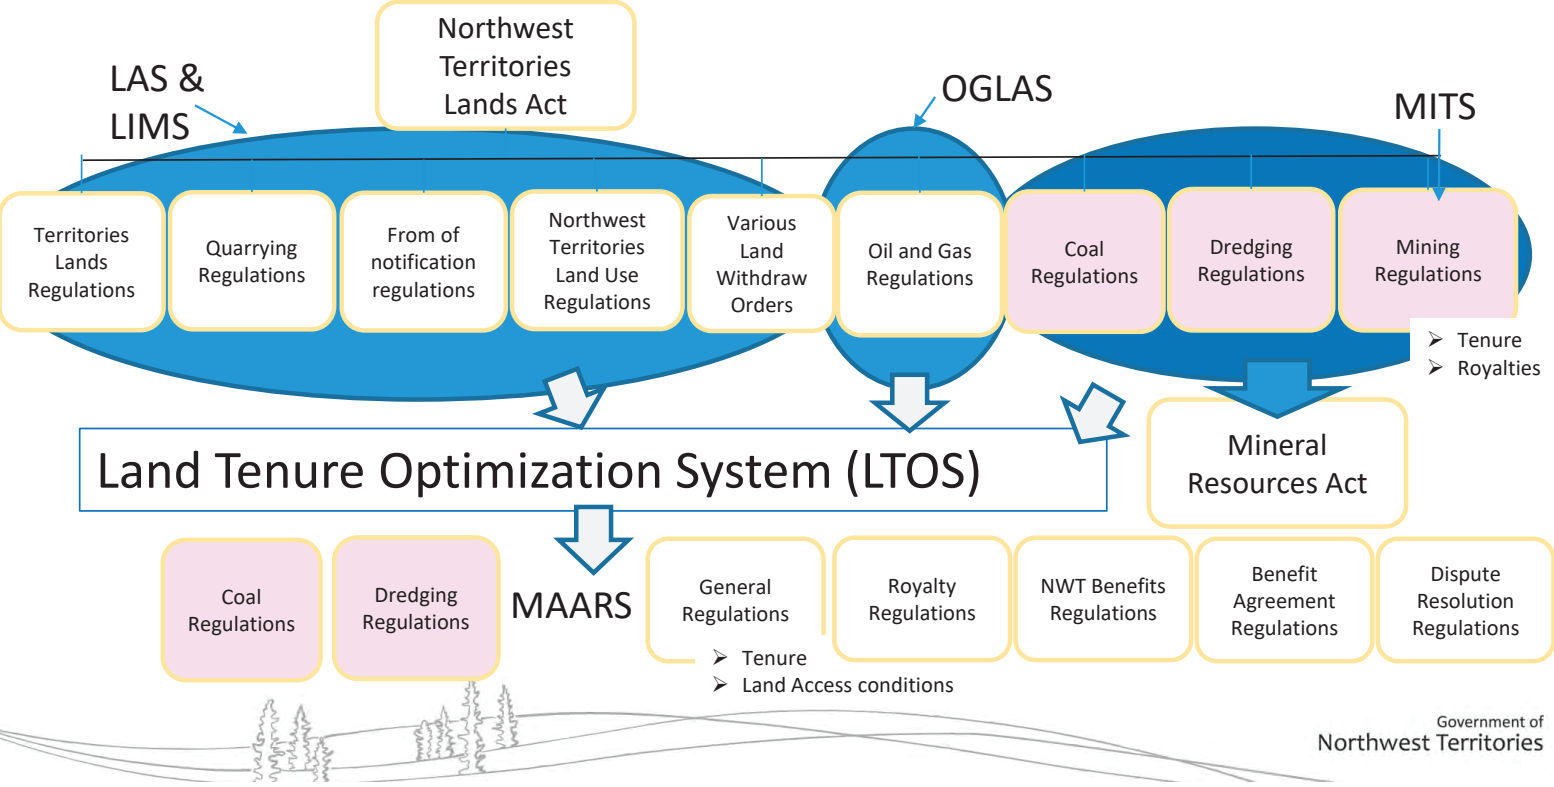 Northwest
Territories
Lands Act
LAS &
LIMS
OGLAS
MITS
Territories
Lands
Regulations
Quarrying
Regulations
From of
notification
regulations
Northwest
Territories
Land Use
Regulations
Various
Land
Withdraw
Orders
Oil and Gas
Regulations
Coal
Regulations
Dredging
Regulations
Mining
Regulations
➢ Tenure
➢ Royalties
Land Tenure Optimization System (LTOS)
Mineral
Resources Act
Coal
Regulations
Dredging
Regulations
MAARS
General
Regulations
➢ Tenure
➢ Land Access conditions
Royalty
Regulations
NWT Benefits
Regulations
Benefit
Agreement
Regulations
Dispute
Resolution
Regulations
Government of
Northwest Territories